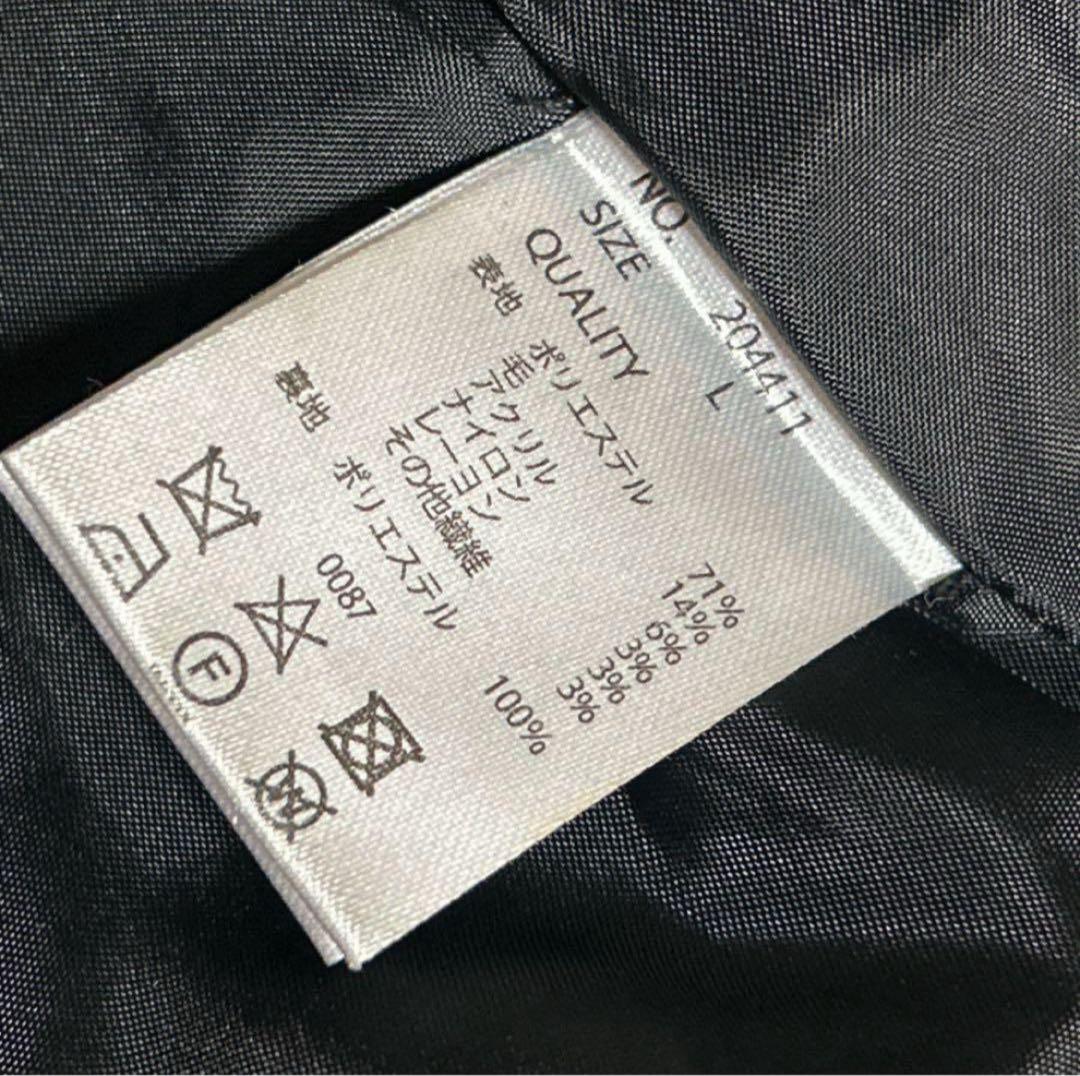 NO. 204411
SIZE L
QUALITY
表地 ポリエステル 71%
毛 14%
アクリル 6%
ナイロン 3%
レーヨン 3%
その他繊維 3%
裏地 ポリエステル 100%
0087
F
W